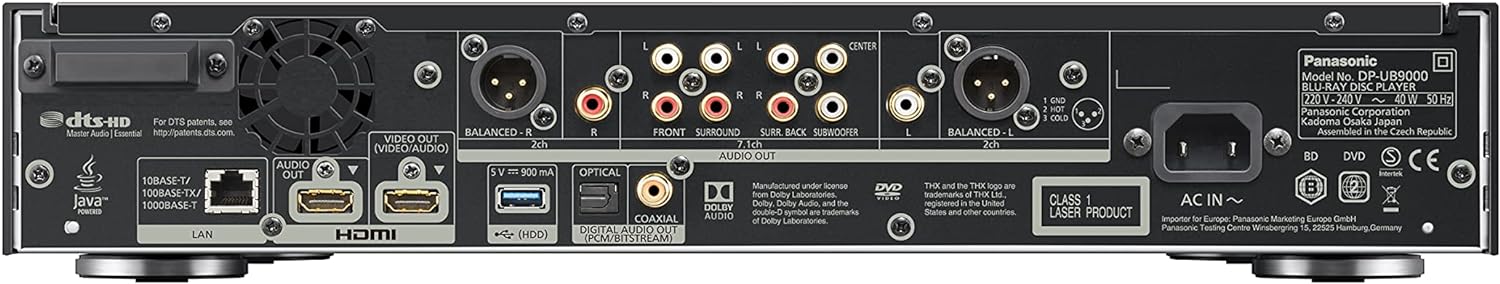 dts-HD
Master Audio | Essential
For DTS patents, see
http://patents.dts.com.
Java
POWERED
10BASE-T/
100BASE-TX/
1000BASE-T
LAN
AUDIO
OUT
VIDEO OUT
(VIDEO/AUDIO)
HDMI
BALANCED - R
2ch
R
L
R
FRONT
L
R
SURROUND
L
R
SURR. BACK
CENTER
SUBWOOFER
7.1ch
L
BALANCED - L
2ch
1 GND
2 HOT
3 COLD
AUDIO OUT
5 V ⎓ 900 mA
(HDD)
OPTICAL
COAXIAL
DIGITAL AUDIO OUT
(PCM/BITSTREAM)
DOLBY
AUDIO
Manufactured under license
from Dolby Laboratories.
Dolby, Dolby Audio, and the
double-D symbol are trademarks
of Dolby Laboratories.
DVD
VIDEO
THX and the THX logo are
trademarks of THX Ltd.,
registered in the United
States and other countries.
CLASS 1
LASER PRODUCT
AC IN ~
Panasonic
Model No. DP-UB9000
BLU-RAY DISC PLAYER
220 V - 240 V ~ 40 W 50 Hz
Panasonic Corporation
Kadoma Osaka Japan
Assembled in the Czech Republic
BD
DVD
B
2
S
Intertek
CE
Importer for Europe: Panasonic Marketing Europe GmbH
Panasonic Testing Centre Winsbergring 15, 22525 Hamburg,Germany